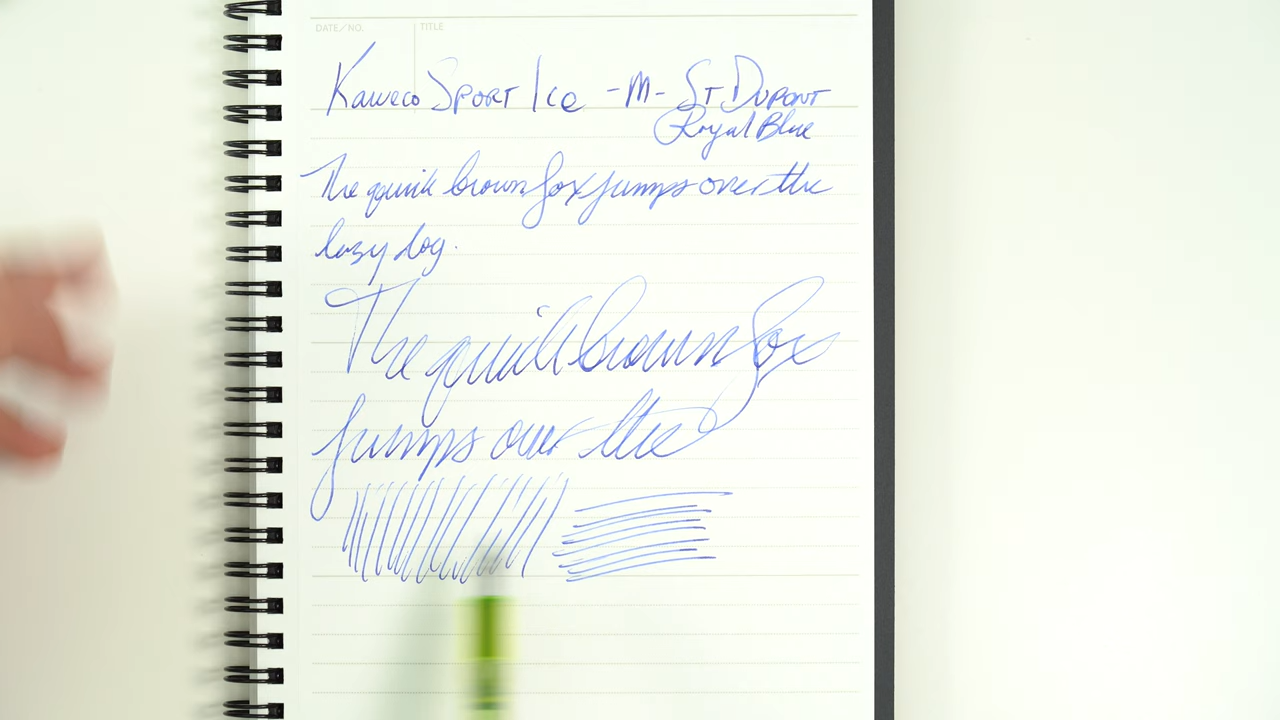 DATE/NO. TITLE
Kaweco Sport Ice - M - ST Dupont
Royal Blue
The qquick brown fox jumps over the
lazy dog.
The quick brown fox
jumps over the